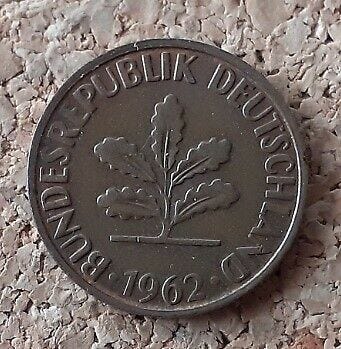 BUNDESREPUBLIK DEUTSCHLAND
· 1962 ·